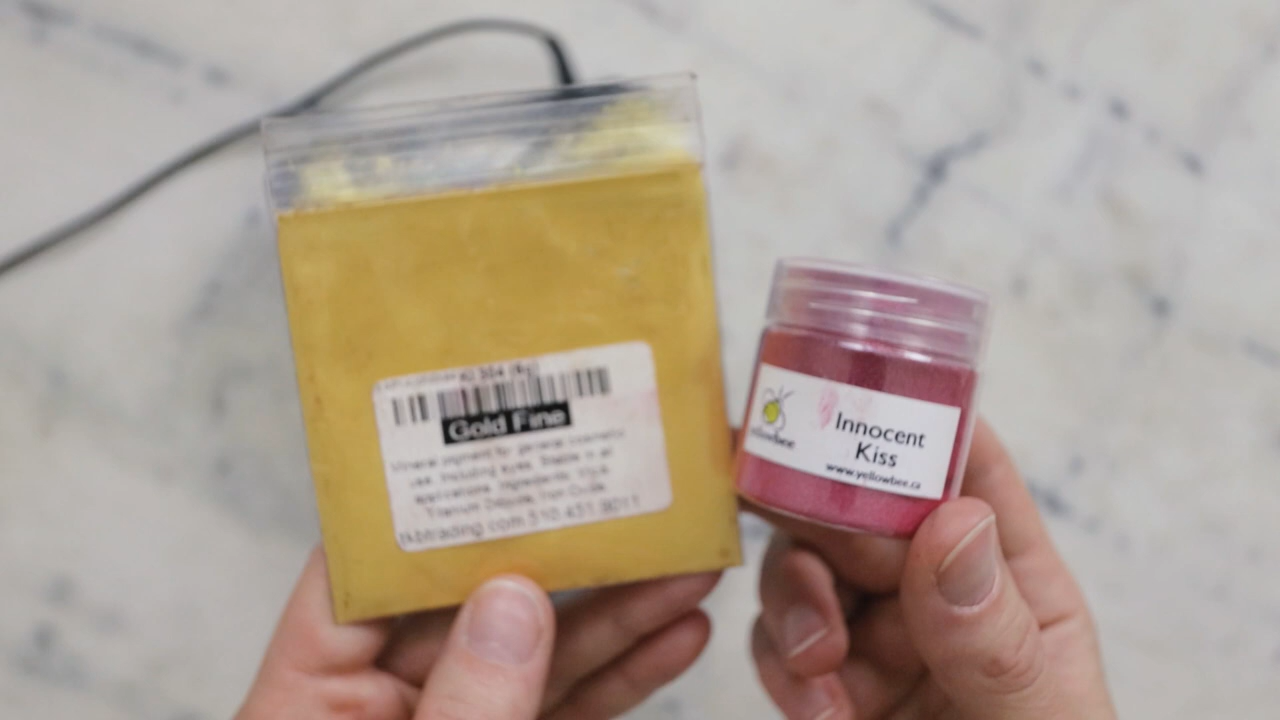 Gold Fine
Mineral pigment for general cosmetic
use, including eyes. Stable in all
applications. Ingredients: Mica,
Titanium Dioxide, Iron Oxide.
tkbtrading.com 510.451.9011
yellowbee
Innocent
Kiss
www.yellowbee.ca